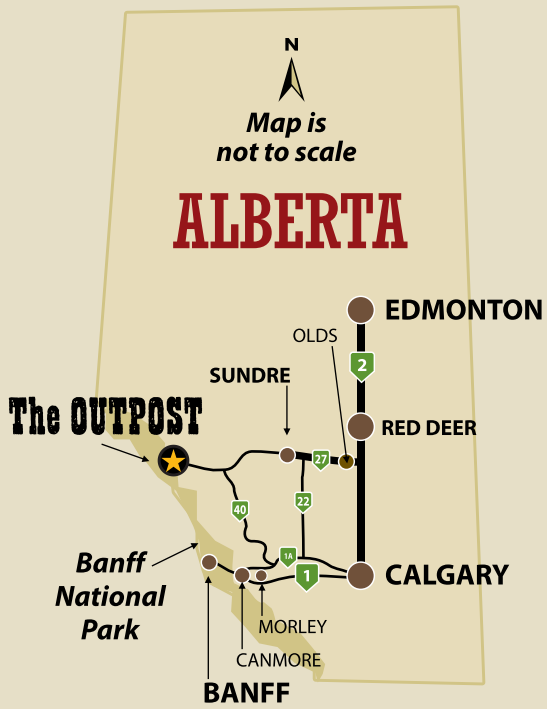 N
Map is
not to scale
ALBERTA
EDMONTON
OLDS
2
SUNDRE
The OUTPOST
RED DEER
27
22
40
1A
Banff
National
Park
1
CALGARY
MORLEY
CANMORE
BANFF